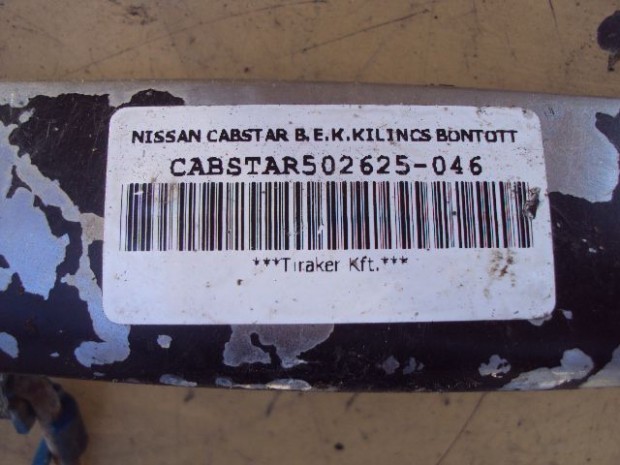 NISSAN CABSTAR B.E.K.KILINCS BONTOTT
CABSTAR502625-046
***Tiraker Kft.***